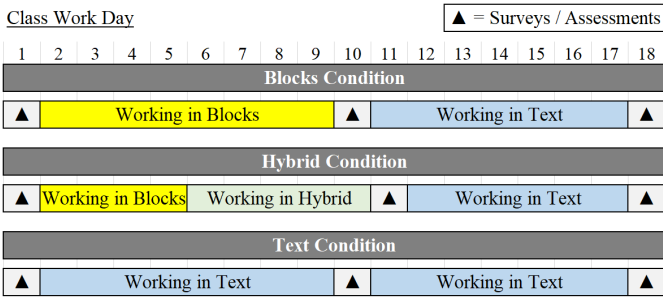 Class Work Day
▲ = Surveys / Assessments
1 2 3 4 5 6 7 8 9 10 11 12 13 14 15 16 17 18
Blocks Condition
▲ Working in Blocks ▲ Working in Text ▲
Hybrid Condition
▲ Working in Blocks Working in Hybrid ▲ Working in Text ▲
Text Condition
▲ Working in Text ▲ Working in Text ▲